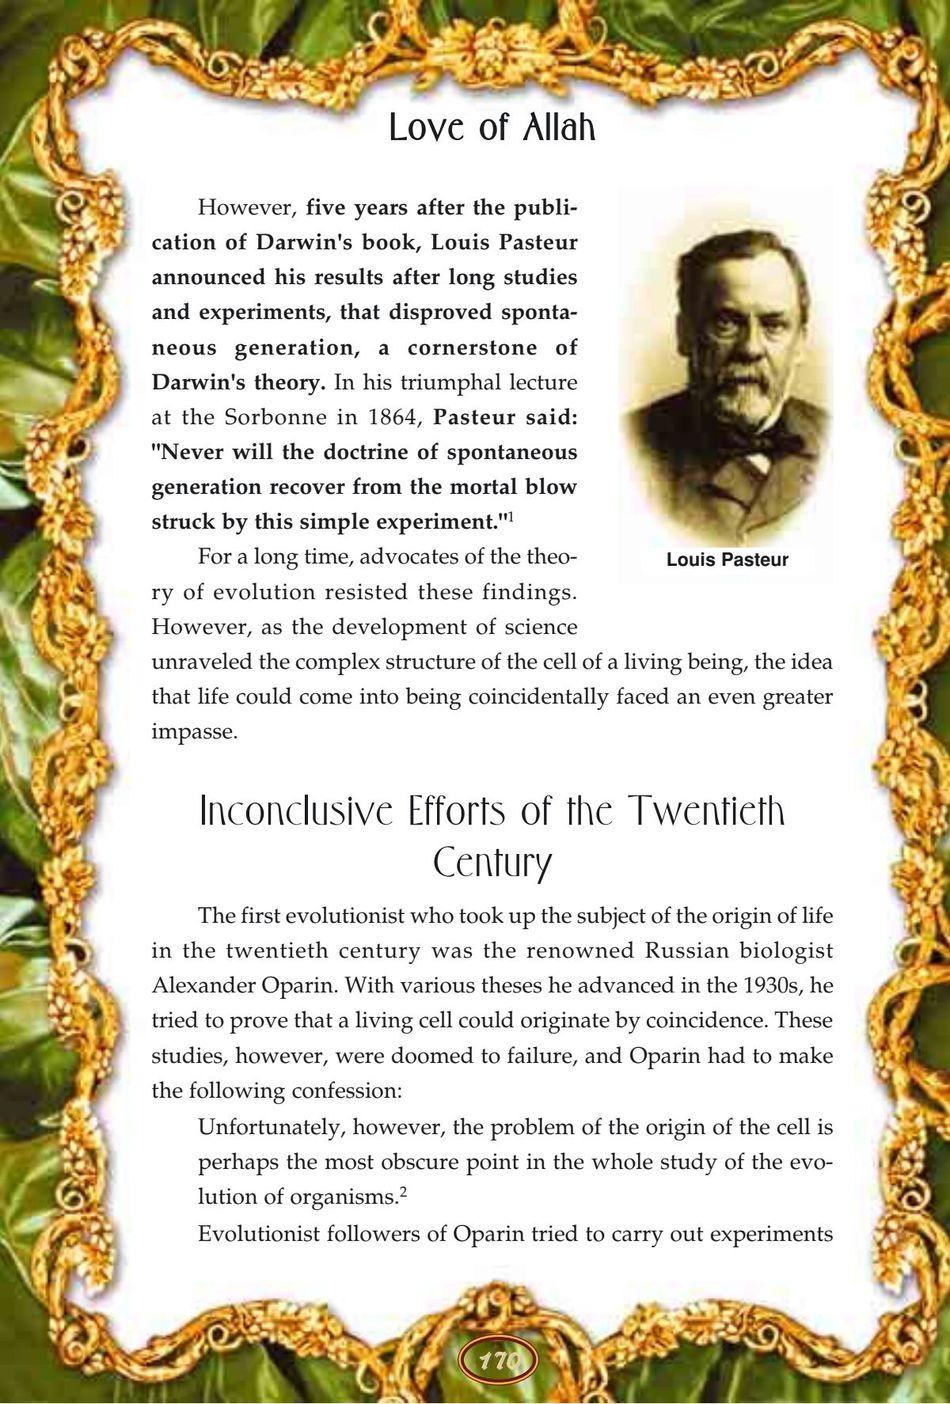 Love of Allah
However, five years after the publi-
cation of Darwin's book, Louis Pasteur
announced his results after long studies
and experiments, that disproved sponta-
neous generation, a cornerstone of
Darwin's theory. In his triumphal lecture
at the Sorbonne in 1864, Pasteur said:
"Never will the doctrine of spontaneous
generation recover from the mortal blow
struck by this simple experiment."1
Louis Pasteur
For a long time, advocates of the theo-
ry of evolution resisted these findings.
However, as the development of science
unraveled the complex structure of the cell of a living being, the idea
that life could come into being coincidentally faced an even greater
impasse.
Inconclusive Efforts of the Twentieth
Century
The first evolutionist who took up the subject of the origin of life
in the twentieth century was the renowned Russian biologist
Alexander Oparin. With various theses he advanced in the 1930s, he
tried to prove that a living cell could originate by coincidence. These
studies, however, were doomed to failure, and Oparin had to make
the following confession:
Unfortunately, however, the problem of the origin of the cell is
perhaps the most obscure point in the whole study of the evo-
lution of organisms.2
Evolutionist followers of Oparin tried to carry out experiments
170